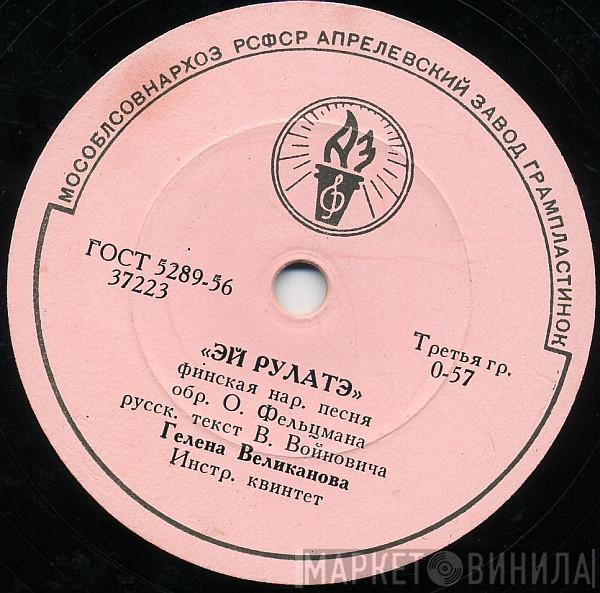 МОСОБЛСОВНАРХОЗ РСФСР АПРЕЛЕВСКИЙ ЗАВОД ГРАМПЛАСТИНОК
АЗ
ГОСТ 5289-56
37223
Третья гр.
0-57
«ЭЙ РУЛАТЭ»
финская нар. песня
обр. О. Фельцмана
русск. текст В. Войновича
Гелена Великанова
Инстр. квинтет
МАРКЕТ ВИНИЛА